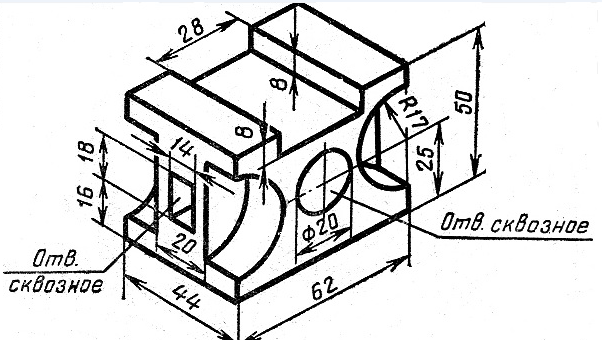 28
8
R17
50
8
14
18
25
16
20
Ф20
Отв. сквозное
Отв.
сквозное
44
62